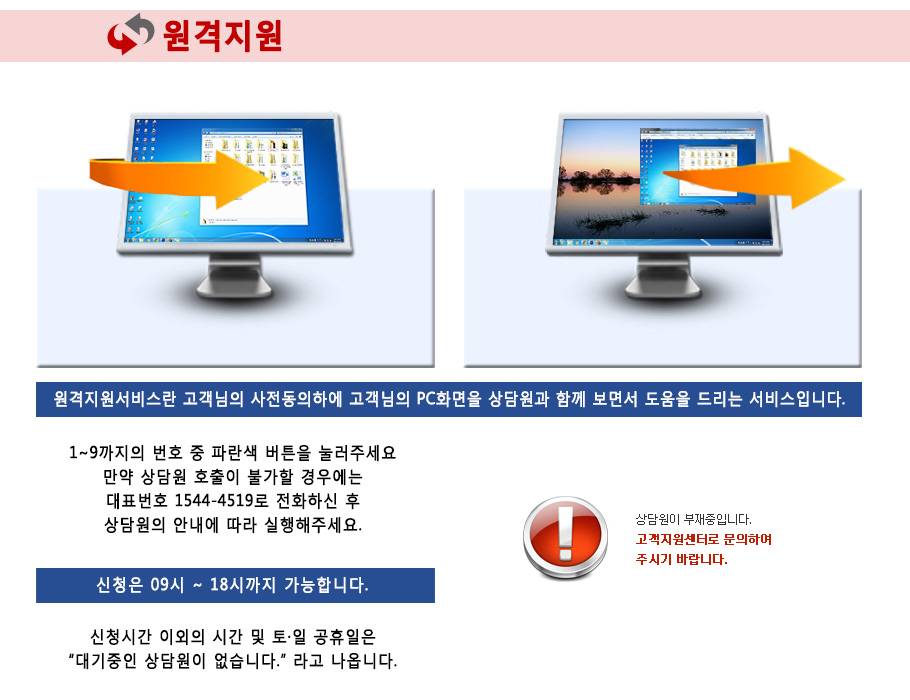 원격지원
원격지원서비스란 고객님의 사전동의하에 고객님의 PC화면을 상담원과 함께 보면서 도움을 드리는 서비스입니다.
1~9까지의 번호 중 파란색 버튼을 눌러주세요
만약 상담원 호출이 불가할 경우에는
대표번호 1544-4519로 전화하신 후
상담원의 안내에 따라 실행해주세요.
상담원이 부재중입니다.
고객지원센터로 문의하여
주시기 바랍니다.
신청은 09시 ~ 18시까지 가능합니다.
신청시간 이외의 시간 및 토·일 공휴일은
“대기중인 상담원이 없습니다.” 라고 나옵니다.